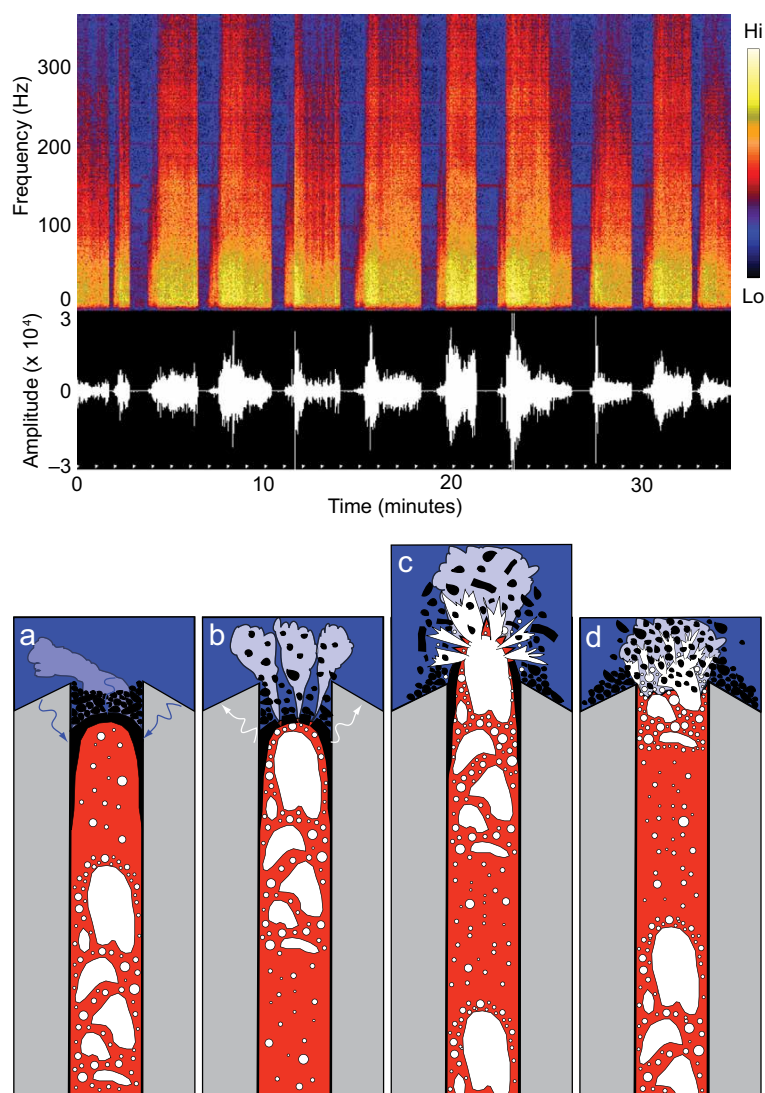 Frequency (Hz)
300
200
100
0
Hi
Lo
Amplitude (x 10⁴)
3
0
–3
0
10
20
30
Time (minutes)
a
b
c
d